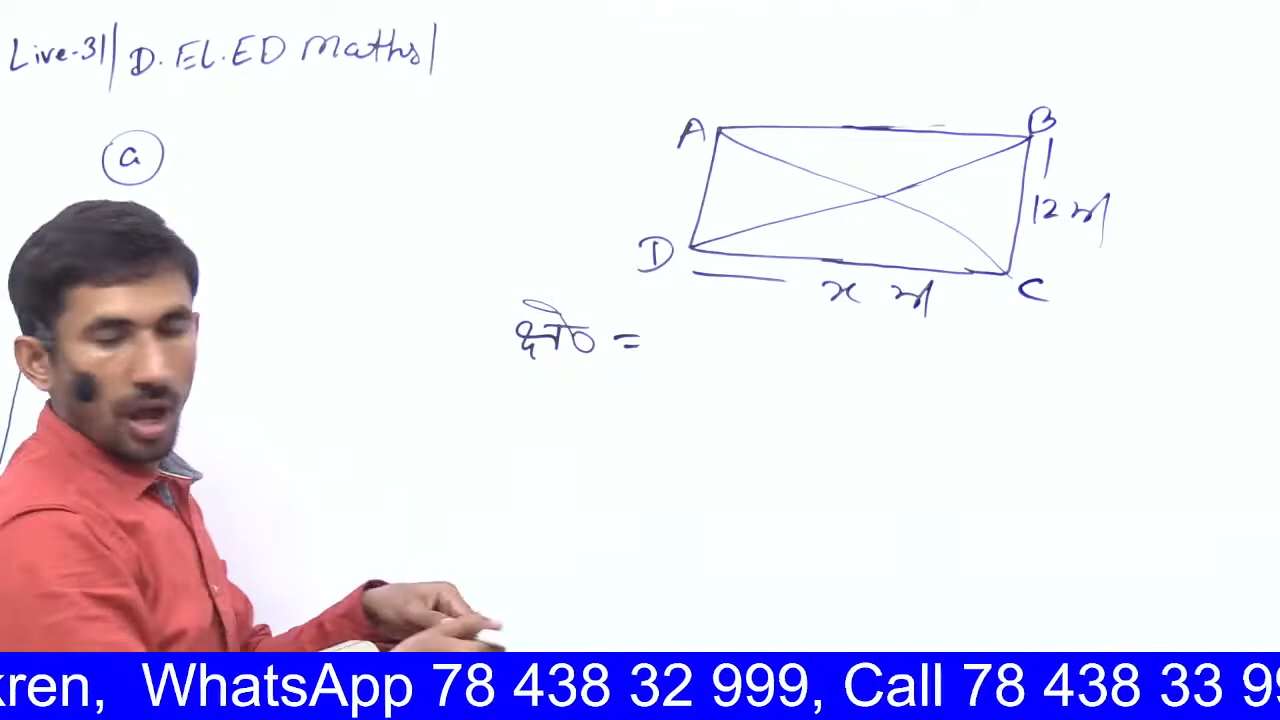 Live-31| D.EL.ED Maths|
a
A
B
12 मी
D
x मी
C
क्षे० =
kren, WhatsApp 78 438 32 999, Call 78 438 33 9